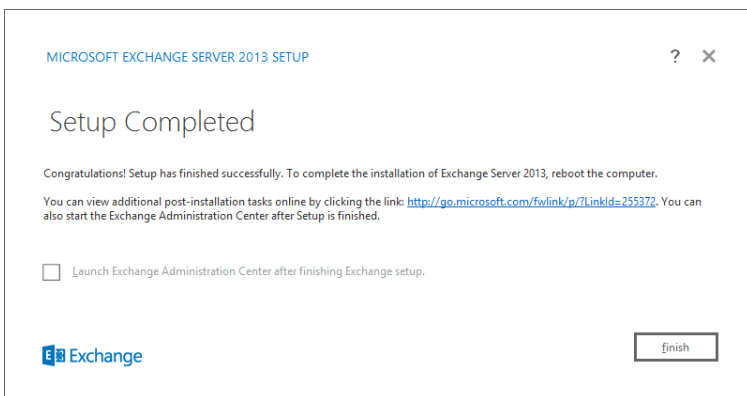 MICROSOFT EXCHANGE SERVER 2013 SETUP
? ×
Setup Completed
Congratulations! Setup has finished successfully. To complete the installation of Exchange Server 2013, reboot the computer.
You can view additional post-installation tasks online by clicking the link: http://go.microsoft.com/fwlink/p/?LinkId=255372. You can
also start the Exchange Administration Center after Setup is finished.
Launch Exchange Administration Center after finishing Exchange setup.
E Exchange
finish